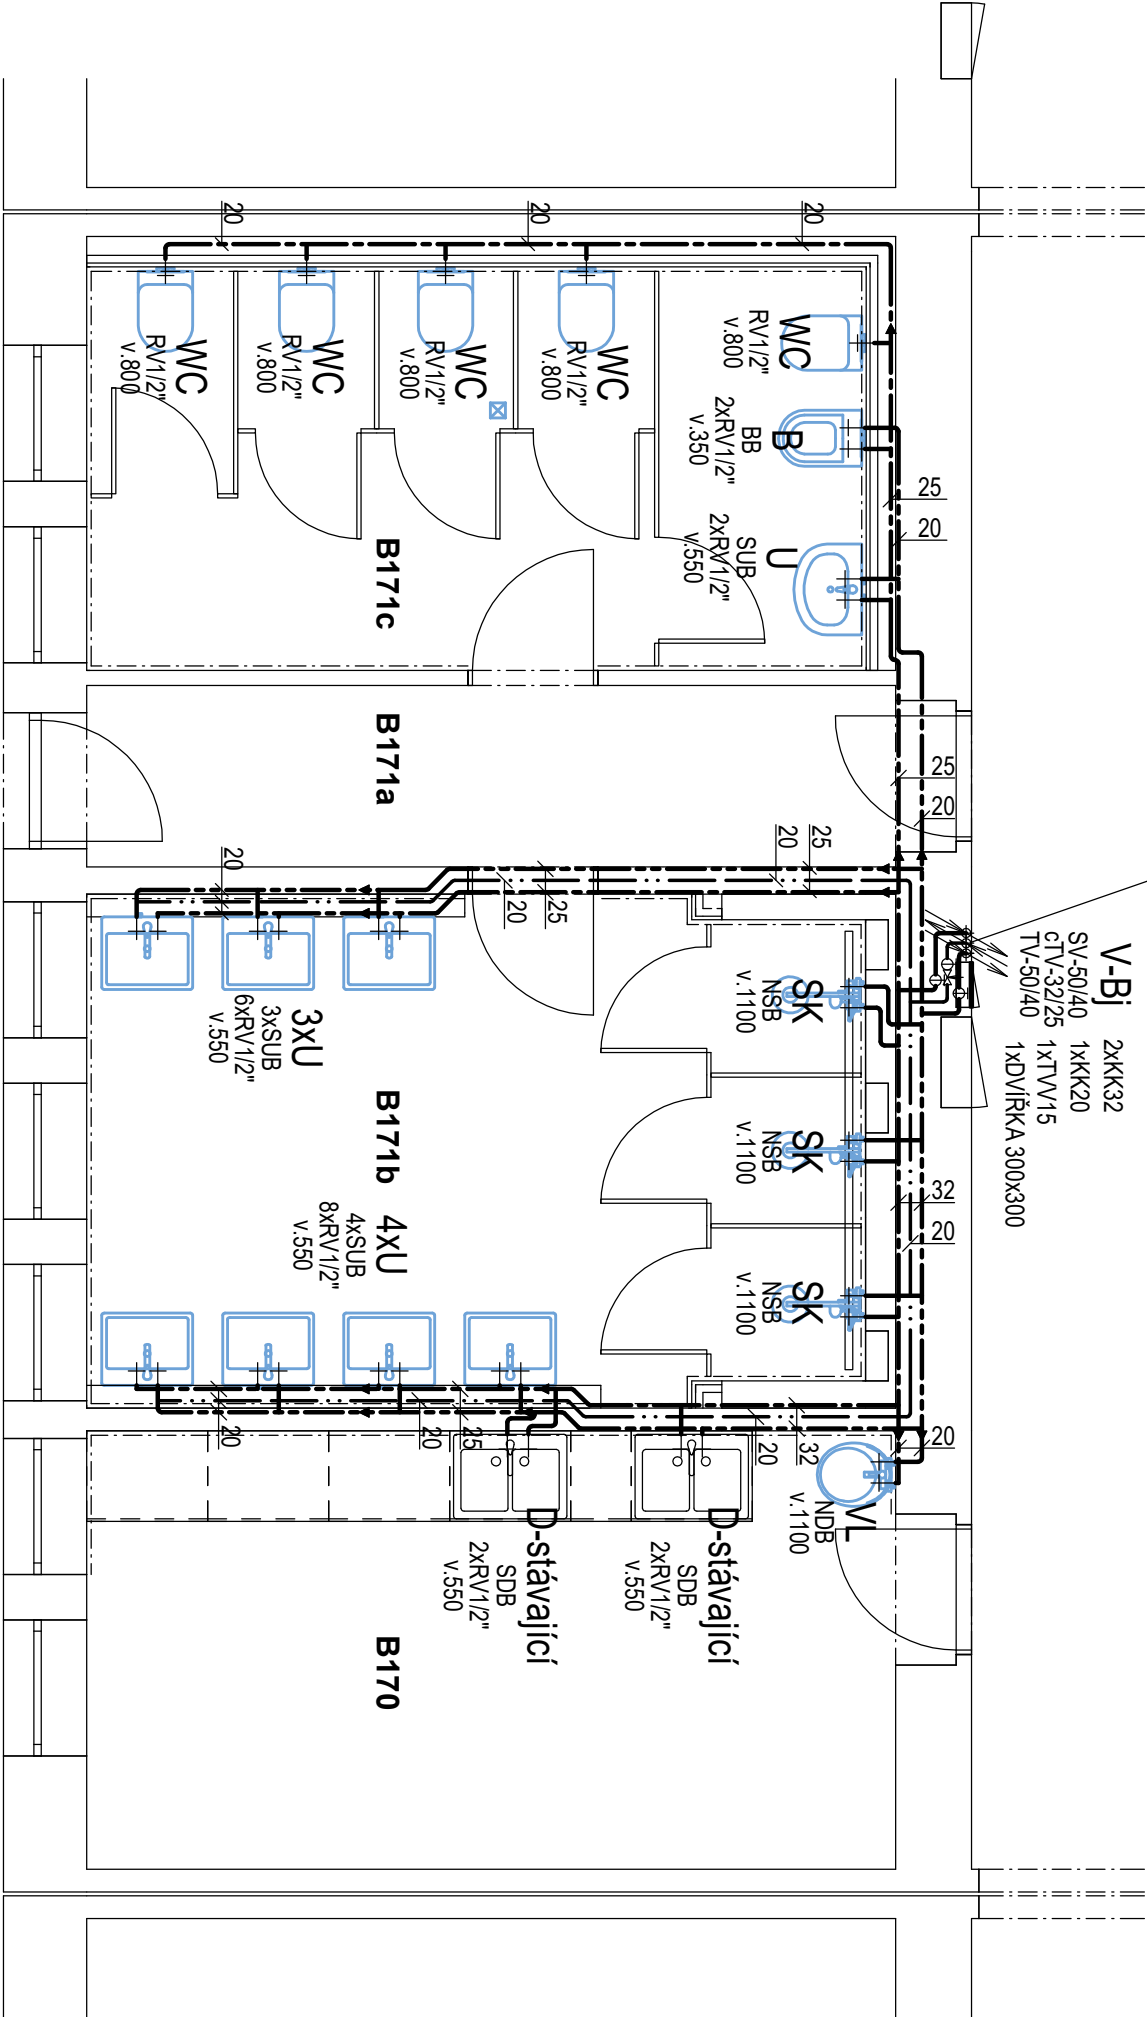 20
20
20
WC
RV1/2"
v.800
WC
RV1/2"
v.800
WC
RV1/2"
v.800
WC
RV1/2"
v.800
WC
RV1/2"
v.800
B
BB
2xRV1/2"
v.350
U
SUB
2xRV1/2"
v.550
25
20
B171c
B171a
25
20
25
20
20
25
20
V-Bj
SV-50/40
cTV-32/25
TV-50/40
2xKK32
1xKK20
1xTVV15
1xDVÍŘKA 300x300
SK
NSB
v.1100
SK
NSB
v.1100
SK
NSB
v.1100
3xU
3xSUB
6xRV1/2"
v.550
B171b
4xU
4xSUB
8xRV1/2"
v.550
32
20
20
32
20
25
20
20
VL
NDB
v.1100
D-stávající
SDB
2xRV1/2"
v.550
D-stávající
SDB
2xRV1/2"
v.550
B170